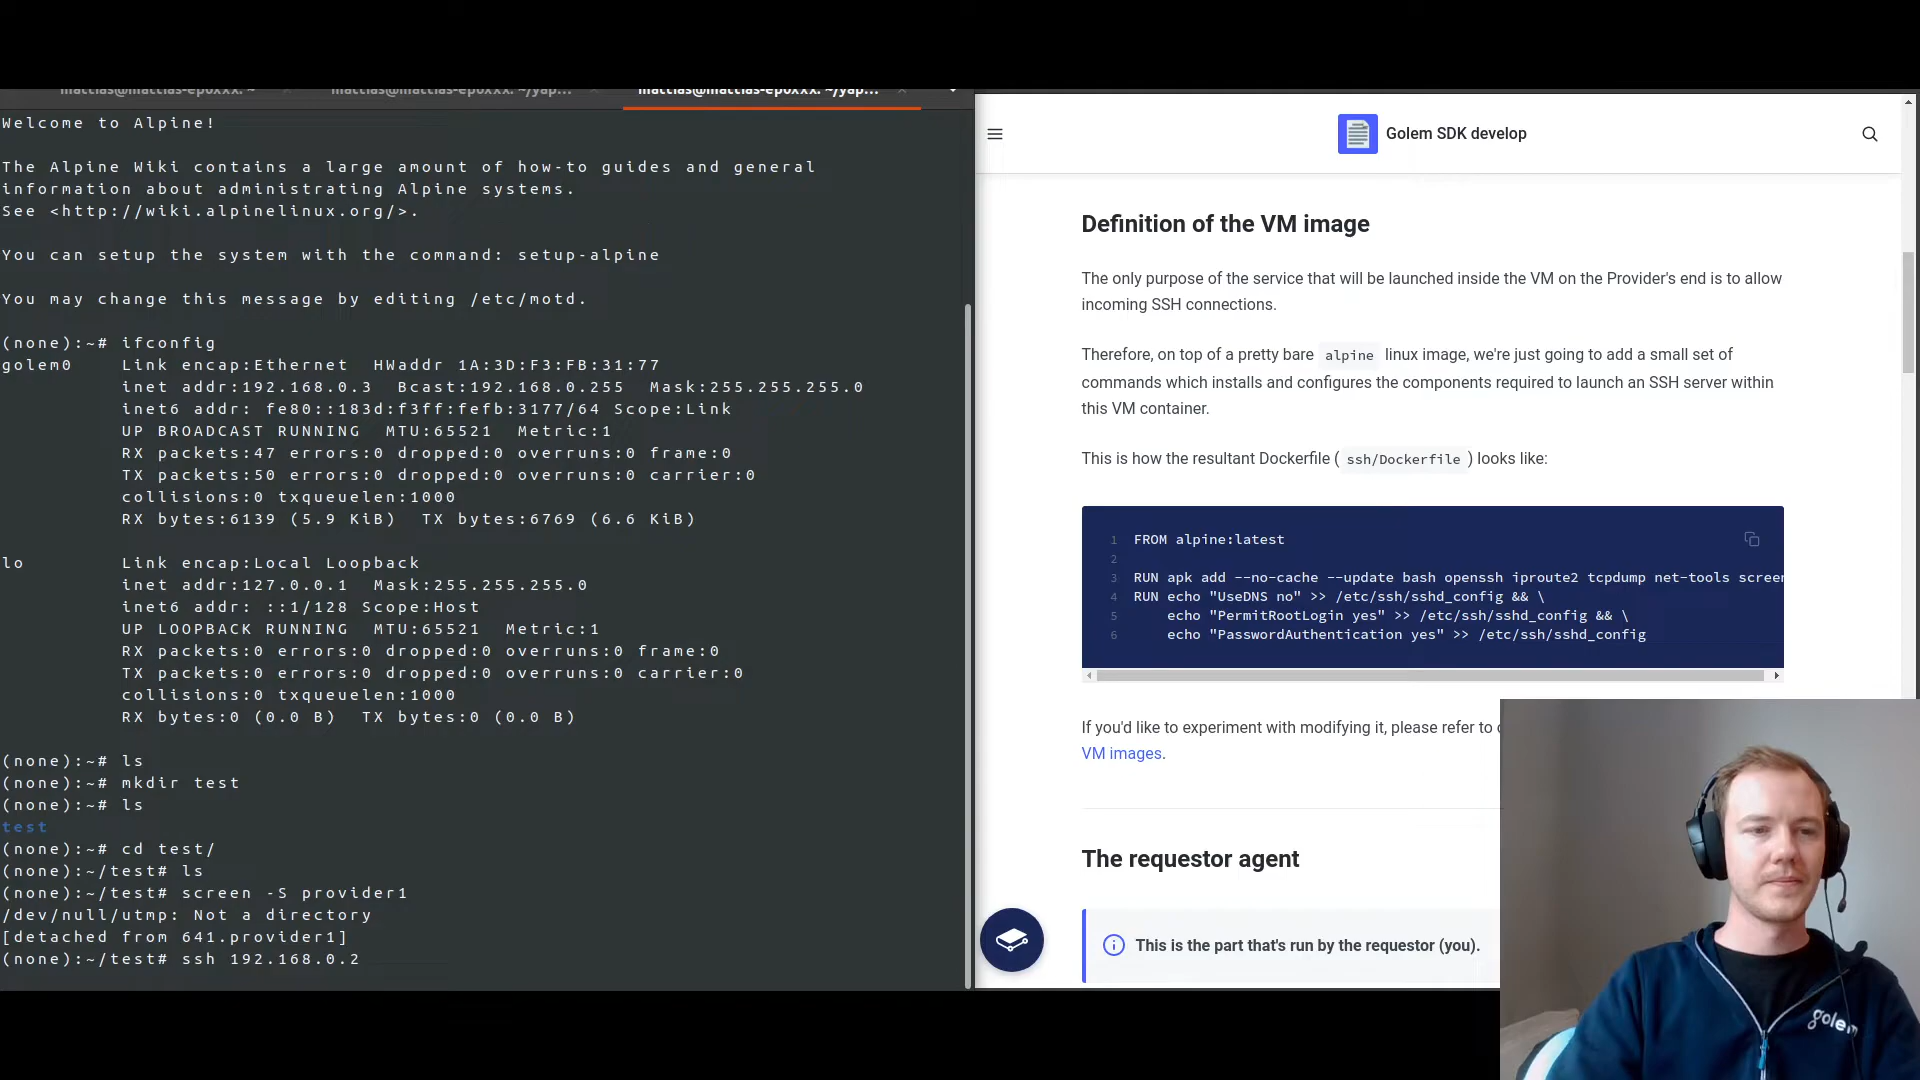 mattias@mattias-ep0xxx: ~
mattias@mattias-ep0xxx: ~/yap...
mattias@mattias-ep0xxx: ~/yap...
Welcome to Alpine!
The Alpine Wiki contains a large amount of how-to guides and general
information about administrating Alpine systems.
See <http://wiki.alpinelinux.org/>.
You can setup the system with the command: setup-alpine
You may change this message by editing /etc/motd.
(none):~# ifconfig
golem0 Link encap:Ethernet HWaddr 1A:3D:F3:FB:31:77
inet addr:192.168.0.3 Bcast:192.168.0.255 Mask:255.255.255.0
inet6 addr: fe80::183d:f3ff:fefb:3177/64 Scope:Link
UP BROADCAST RUNNING MTU:65521 Metric:1
RX packets:47 errors:0 dropped:0 overruns:0 frame:0
TX packets:50 errors:0 dropped:0 overruns:0 carrier:0
collisions:0 txqueuelen:1000
RX bytes:6139 (5.9 KiB) TX bytes:6769 (6.6 KiB)
lo Link encap:Local Loopback
inet addr:127.0.0.1 Mask:255.255.255.0
inet6 addr: ::1/128 Scope:Host
UP LOOPBACK RUNNING MTU:65521 Metric:1
RX packets:0 errors:0 dropped:0 overruns:0 frame:0
TX packets:0 errors:0 dropped:0 overruns:0 carrier:0
collisions:0 txqueuelen:1000
RX bytes:0 (0.0 B) TX bytes:0 (0.0 B)
(none):~# ls
(none):~# mkdir test
(none):~# ls
test
(none):~# cd test/
(none):~/test# ls
(none):~/test# screen -S provider1
/dev/null/utmp: Not a directory
[detached from 641.provider1]
(none):~/test# ssh 192.168.0.2
Golem SDK develop
Definition of the VM image
The only purpose of the service that will be launched inside the VM on the Provider's end is to allow
incoming SSH connections.
Therefore, on top of a pretty bare alpine linux image, we're just going to add a small set of
commands which installs and configures the components required to launch an SSH server within
this VM container.
This is how the resultant Dockerfile ( ssh/Dockerfile ) looks like:
1 FROM alpine:latest
2
3 RUN apk add --no-cache --update bash openssh iproute2 tcpdump net-tools screen
4 RUN echo "UseDNS no" >> /etc/ssh/sshd_config && \
5 echo "PermitRootLogin yes" >> /etc/ssh/sshd_config && \
6 echo "PasswordAuthentication yes" >> /etc/ssh/sshd_config
If you'd like to experiment with modifying it, please refer to
VM images.
The requestor agent
This is the part that's run by the requestor (you).
golem